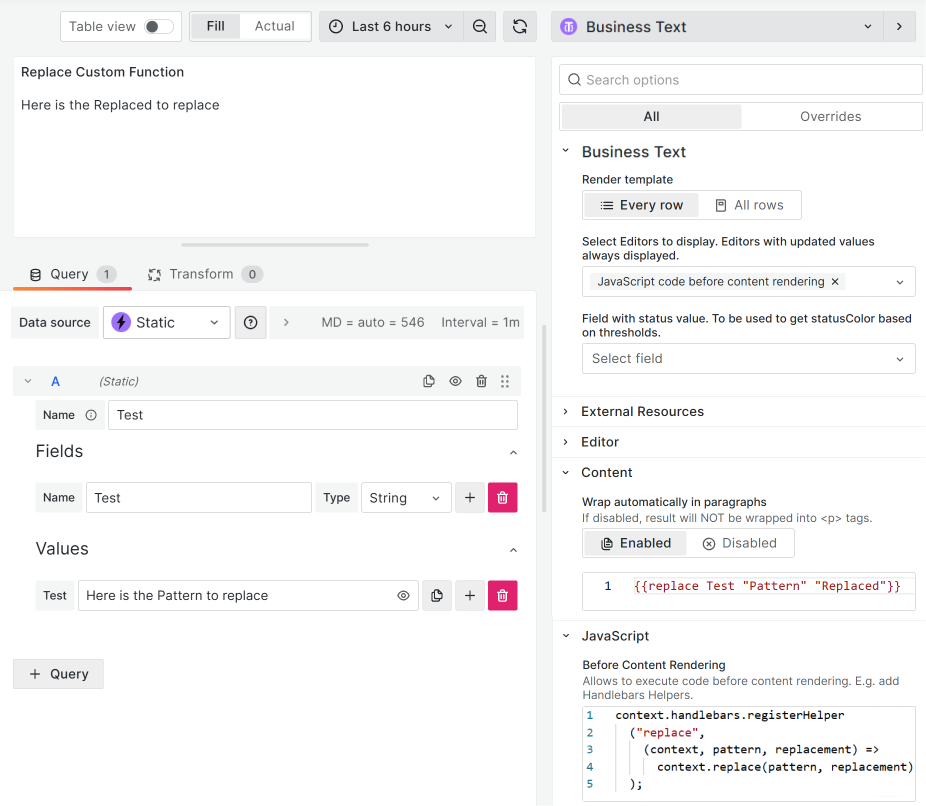 Table view
Fill
Actual
Last 6 hours
Business Text
Replace Custom Function
Here is the Replaced to replace
Search options
All
Overrides
Business Text
Render template
Every row
All rows
Select Editors to display. Editors with updated values
always displayed.
JavaScript code before content rendering
Field with status value. To be used to get statusColor based
on thresholds.
Select field
External Resources
Editor
Content
Wrap automatically in paragraphs
If disabled, result will NOT be wrapped into <p> tags.
Enabled
Disabled
1 {{replace Test "Pattern" "Replaced"}}
JavaScript
Before Content Rendering
Allows to execute code before content rendering. E.g. add
Handlebars Helpers.
1 context.handlebars.registerHelper
2 ("replace",
3 (context, pattern, replacement) =>
4 context.replace(pattern, replacement)
5 );
Query 1
Transform 0
Data source
Static
MD = auto = 546
Interval = 1m
A
(Static)
Name
Test
Fields
Name
Test
Type
String
Values
Test
Here is the Pattern to replace
+ Query